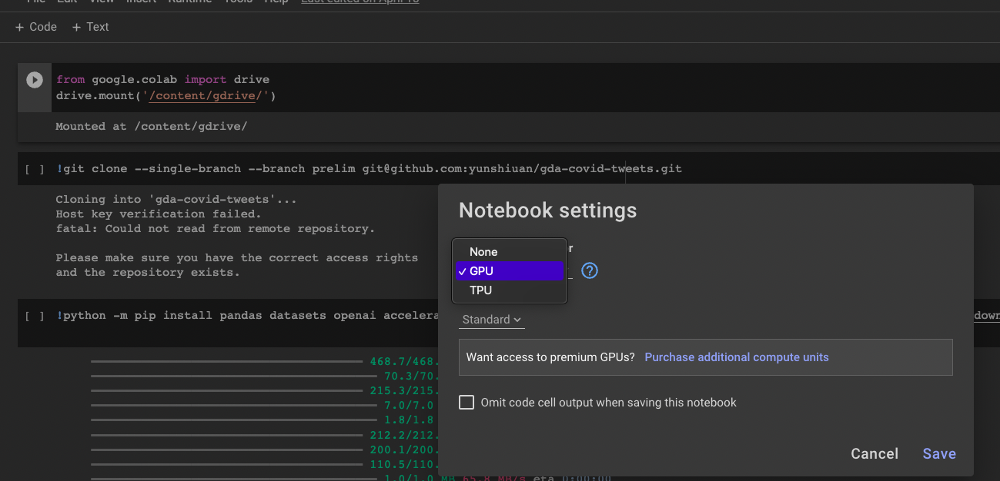 File Edit View Insert Runtime Tools Help Last edited on April 18
+ Code + Text
from google.colab import drive
drive.mount('/content/gdrive/')
Mounted at /content/gdrive/
[ ] !git clone --single-branch --branch prelim git@github.com:yunshiuan/gda-covid-tweets.git
Cloning into 'gda-covid-tweets'...
Host key verification failed.
fatal: Could not read from remote repository.
Please make sure you have the correct access rights
and the repository exists.
[ ] !python -m pip install pandas datasets openai accelera
down
468.7/468.
70.3/70.
215.3/215.
7.0/7.0
1.8/1.8
212.2/212.
200.1/200.
110.5/110.
1.0/1.0 MB 65.8 MB/s eta 0:00:00
Notebook settings
r
None
✓ GPU
TPU
?
Standard
Want access to premium GPUs? Purchase additional compute units
Omit code cell output when saving this notebook
Cancel Save